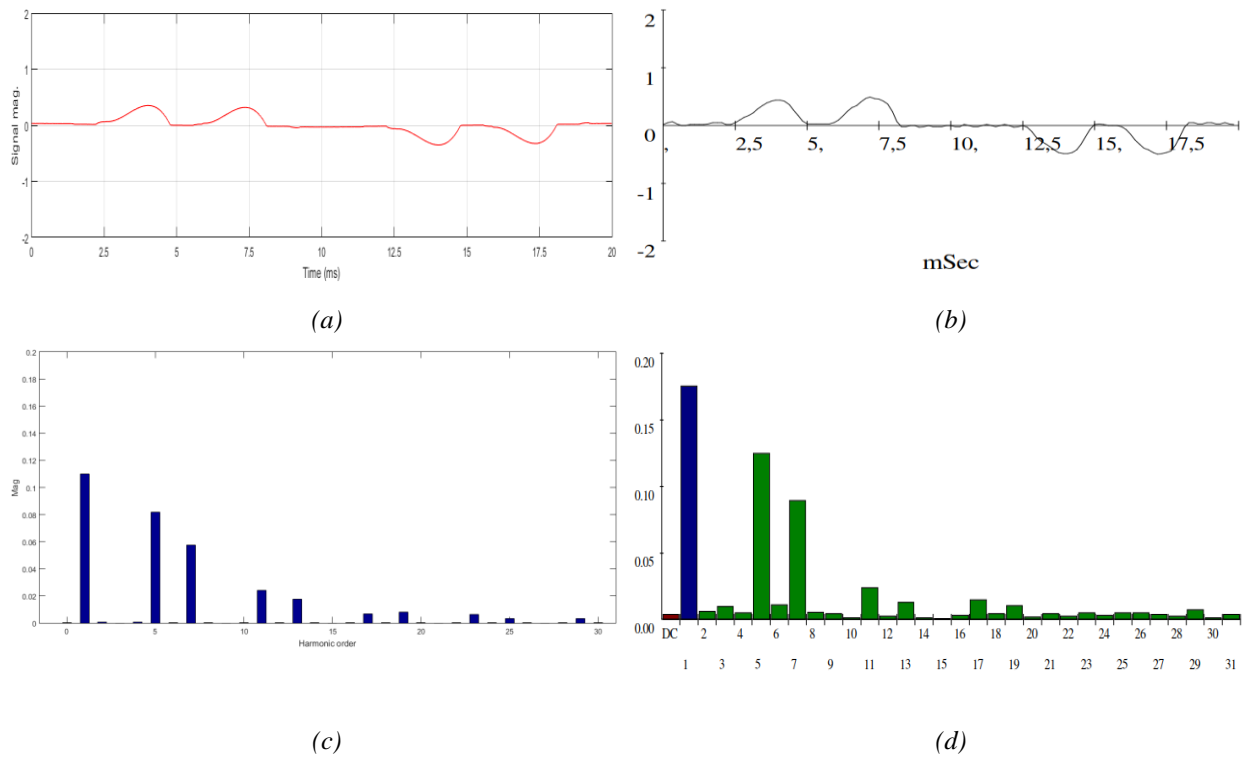 2
1
0
-1
-2
Signal mag.
0 2.5 5 7.5 10 12.5 15 17.5 20
Time (ms)
(a)
2
1
0
-1
-2
, 2,5 5, 7,5 10, 12,5 15, 17,5
mSec
(b)
0.2
0.18
0.16
0.14
0.12
0.1
0.08
0.06
0.04
0.02
0
Mag
0 5 10 15 20 25 30
Harmonic order
(c)
0.20
0.15
0.10
0.05
0.00
DC 2 4 6 8 10 12 14 16 18 20 22 24 26 28 30
1 3 5 7 9 11 13 15 17 19 21 23 25 27 29 31
(d)